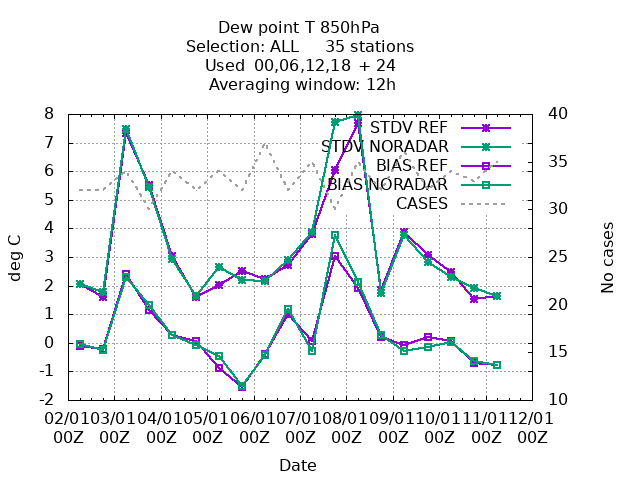 Dew point T 850hPa
Selection: ALL 35 stations
Used 00,06,12,18 + 24
Averaging window: 12h
8 40
STDV REF
7
STDV NORADAR
6 35
BIAS REF
BIAS NORADAR
5 30
CASES
4
3 25
2
1 20
0 15
-1
-2 10
deg C
No cases
02/01 03/01 04/01 05/01 06/01 07/01 08/01 09/01 10/01 11/01 12/01
00Z 00Z 00Z 00Z 00Z 00Z 00Z 00Z 00Z 00Z 00Z
Date